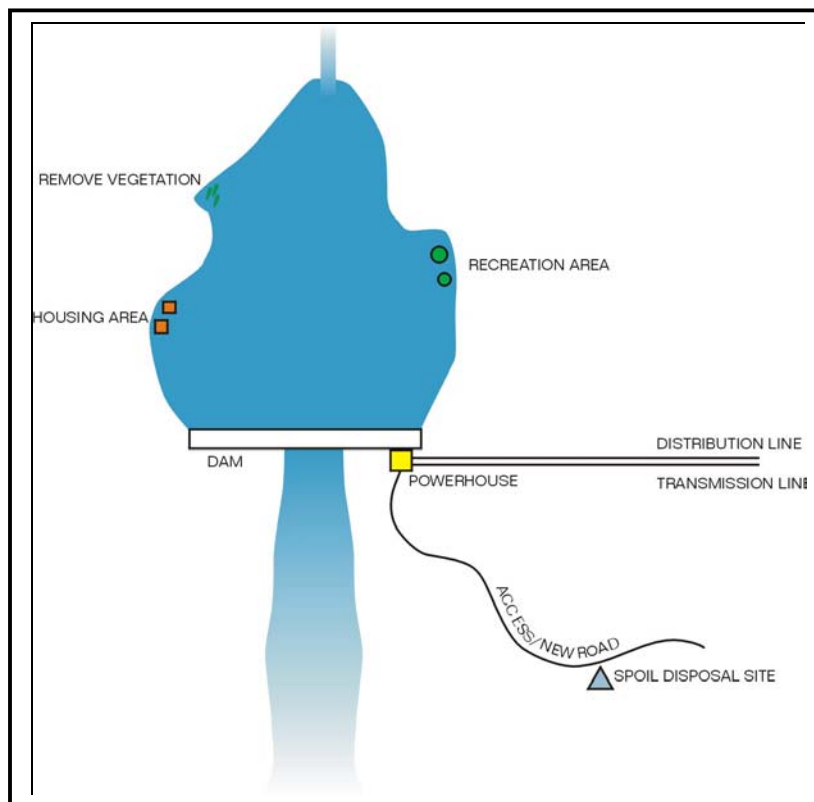 REMOVE VEGETATION
RECREATION AREA
HOUSING AREA
DISTRIBUTION LINE
DAM
POWERHOUSE
TRANSMISSION LINE
ACCESS/NEW ROAD
SPOIL DISPOSAL SITE